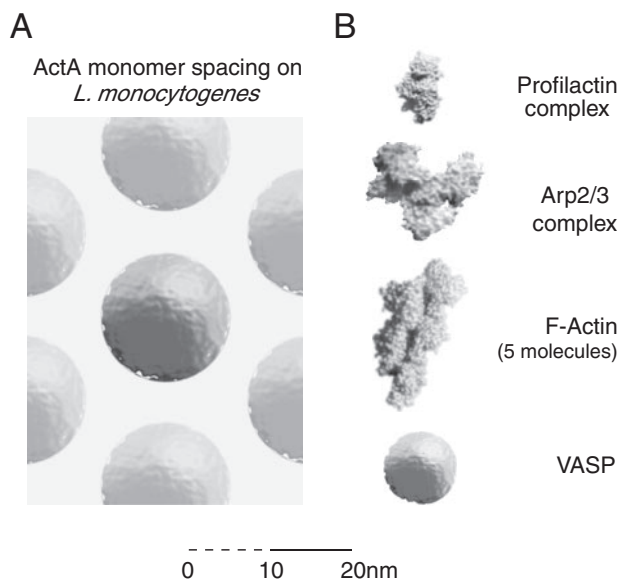 A
ActA monomer spacing on
L. monocytogenes
B
Profilactin
complex
Arp2/3
complex
F-Actin
(5 molecules)
VASP
0 10 20nm